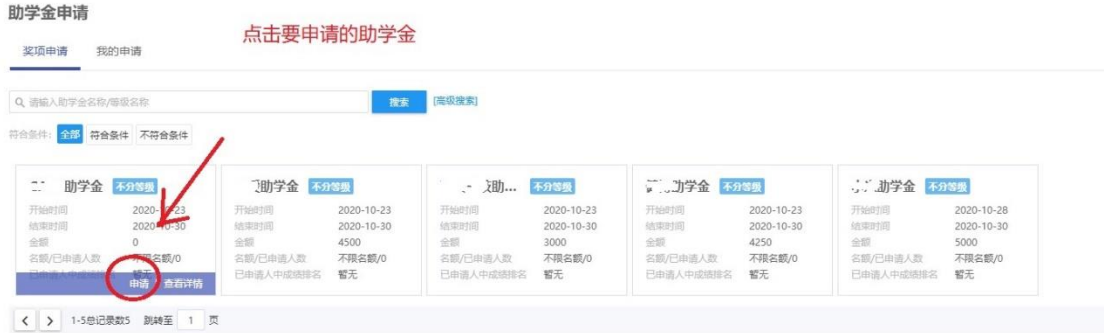 助学金申请
点击要申请的助学金
奖项申请 我的申请
请输入助学金名称/等级名称 搜索 [高级搜索]
符合条件: 全部 符合条件 不符合条件
助学金 不分等级
开始时间 2020-10-23
结束时间 2020-10-30
金额 0
名额/已申请人数 不限名额/0
已申请人中成绩排名 暂无
申请 查看详情
助学金 不分等级
开始时间 2020-10-23
结束时间 2020-10-30
金额 4500
名额/已申请人数 不限名额/0
已申请人中成绩排名 暂无
助... 不分等级
开始时间 2020-10-23
结束时间 2020-10-30
金额 3000
名额/已申请人数 不限名额/0
已申请人中成绩排名 暂无
助学金 不分等级
开始时间 2020-10-23
结束时间 2020-10-30
金额 4250
名额/已申请人数 不限名额/0
已申请人中成绩排名 暂无
助学金 不分等级
开始时间 2020-10-28
结束时间 2020-10-30
金额 5000
名额/已申请人数 不限名额/0
已申请人中成绩排名 暂无
< > 1-5总记录数5 跳转至 1 页